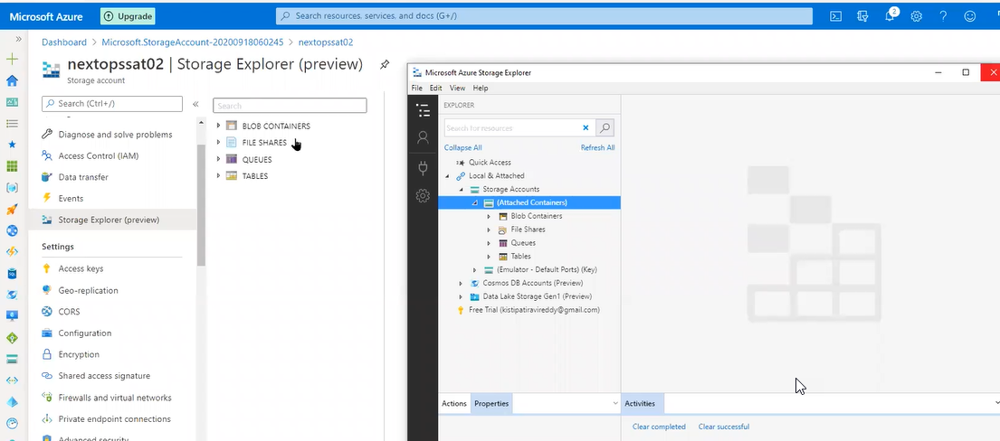 Microsoft Azure
Upgrade
Search resources, services, and docs (G+/)
2
Dashboard > Microsoft.StorageAccount-20200918060245 > nextopssat02
nextopssat02 | Storage Explorer (preview)
Storage account
Search (Ctrl+/)
Diagnose and solve problems
Access Control (IAM)
Data transfer
Events
Storage Explorer (preview)
Settings
Access keys
Geo-replication
CORS
Configuration
Encryption
Shared access signature
Firewalls and virtual networks
Private endpoint connections
Advanced security
Search
BLOB CONTAINERS
FILE SHARES
QUEUES
TABLES
Microsoft Azure Storage Explorer
File Edit View Help
EXPLORER
Search for resources
Collapse All Refresh All
Quick Access
Local & Attached
Storage Accounts
(Attached Containers)
Blob Containers
File Shares
Queues
Tables
(Emulator - Default Ports) (Key)
Cosmos DB Accounts (Preview)
Data Lake Storage Gen1 (Preview)
Free Trial (kistipatiravireddy@gmail.com)
Actions Properties
Activities
Clear completed Clear successful